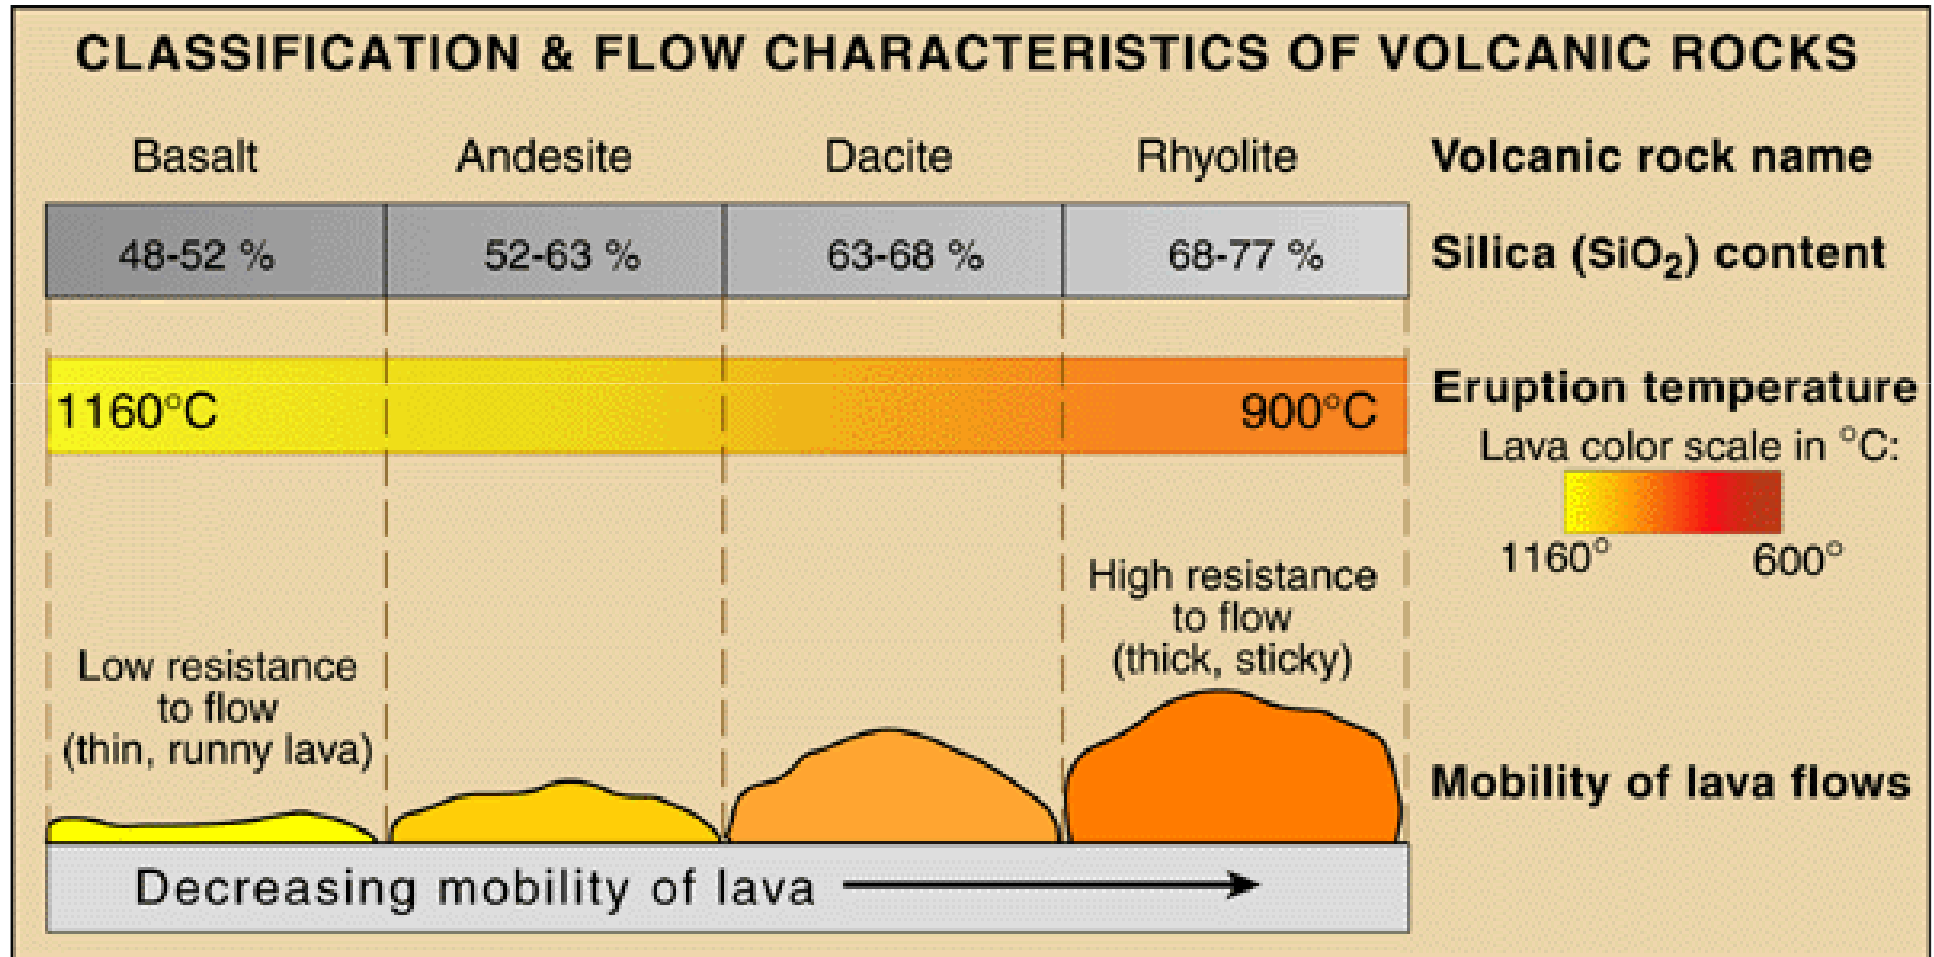 CLASSIFICATION & FLOW CHARACTERISTICS OF VOLCANIC ROCKS
Basalt Andesite Dacite Rhyolite Volcanic rock name
48-52 % 52-63 % 63-68 % 68-77 % Silica (SiO₂) content
1160°C 900°C Eruption temperature
Lava color scale in °C:
1160° 600°
High resistance
to flow
(thick, sticky)
Low resistance
to flow
(thin, runny lava)
Mobility of lava flows
Decreasing mobility of lava